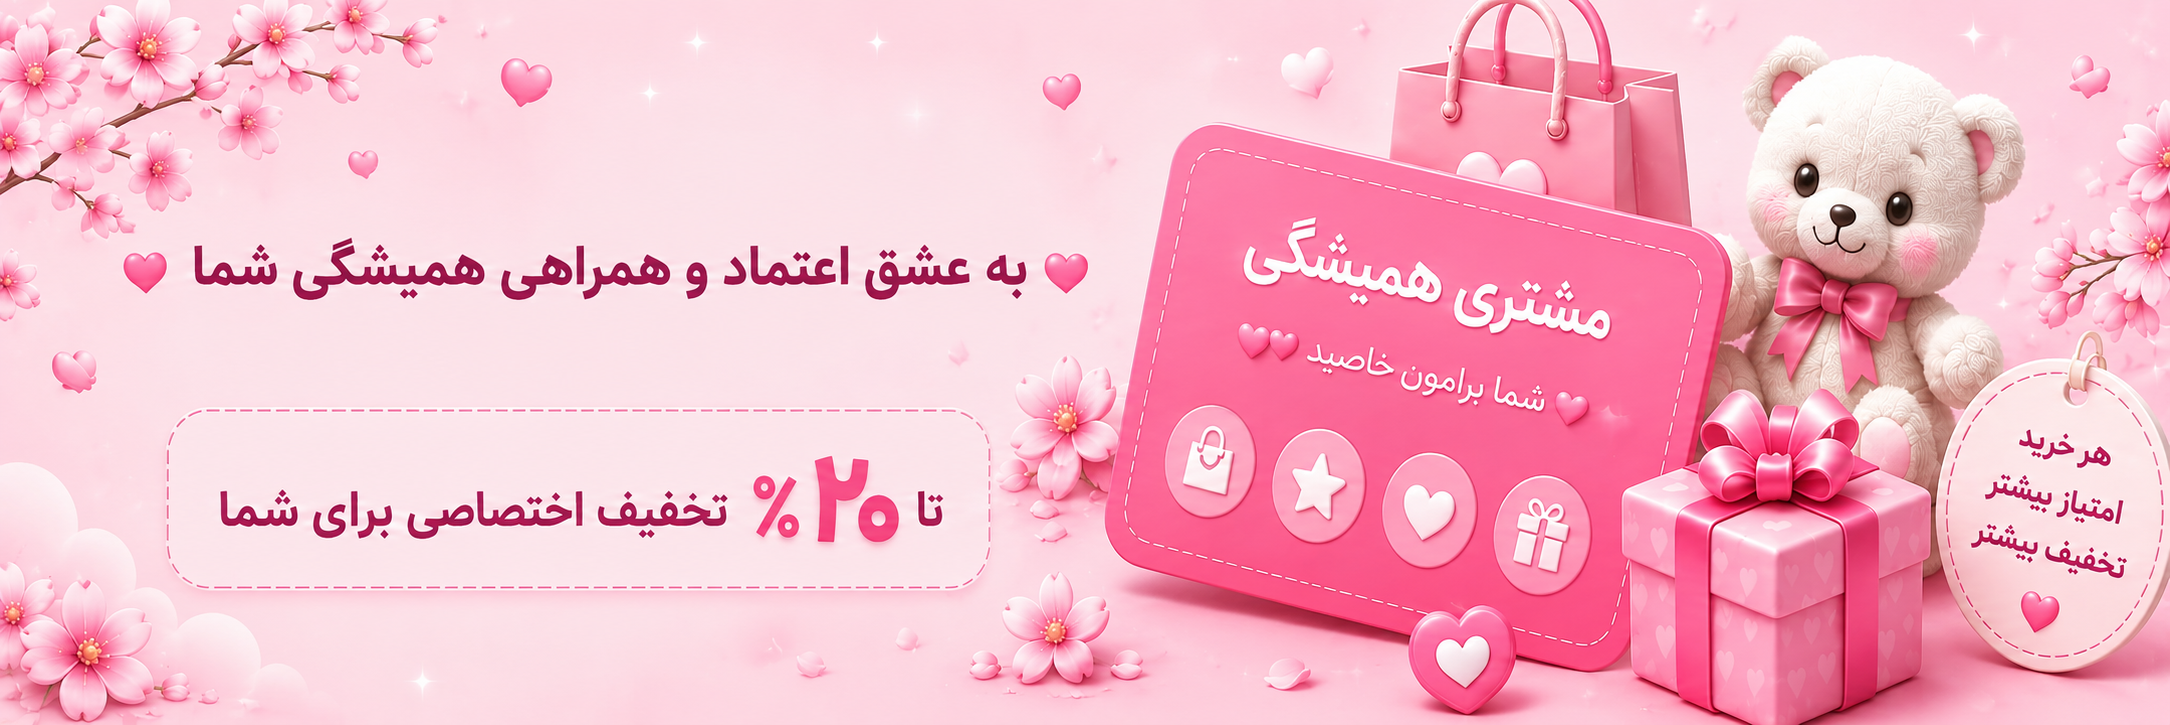 به عشق اعتماد و همراهی همیشگی شما
تا ۲۰% تخفیف اختصاصی برای شما
مشتری همیشگی
شما برامون خاصید
هر خرید
امتیاز بیشتر
تخفیف بیشتر